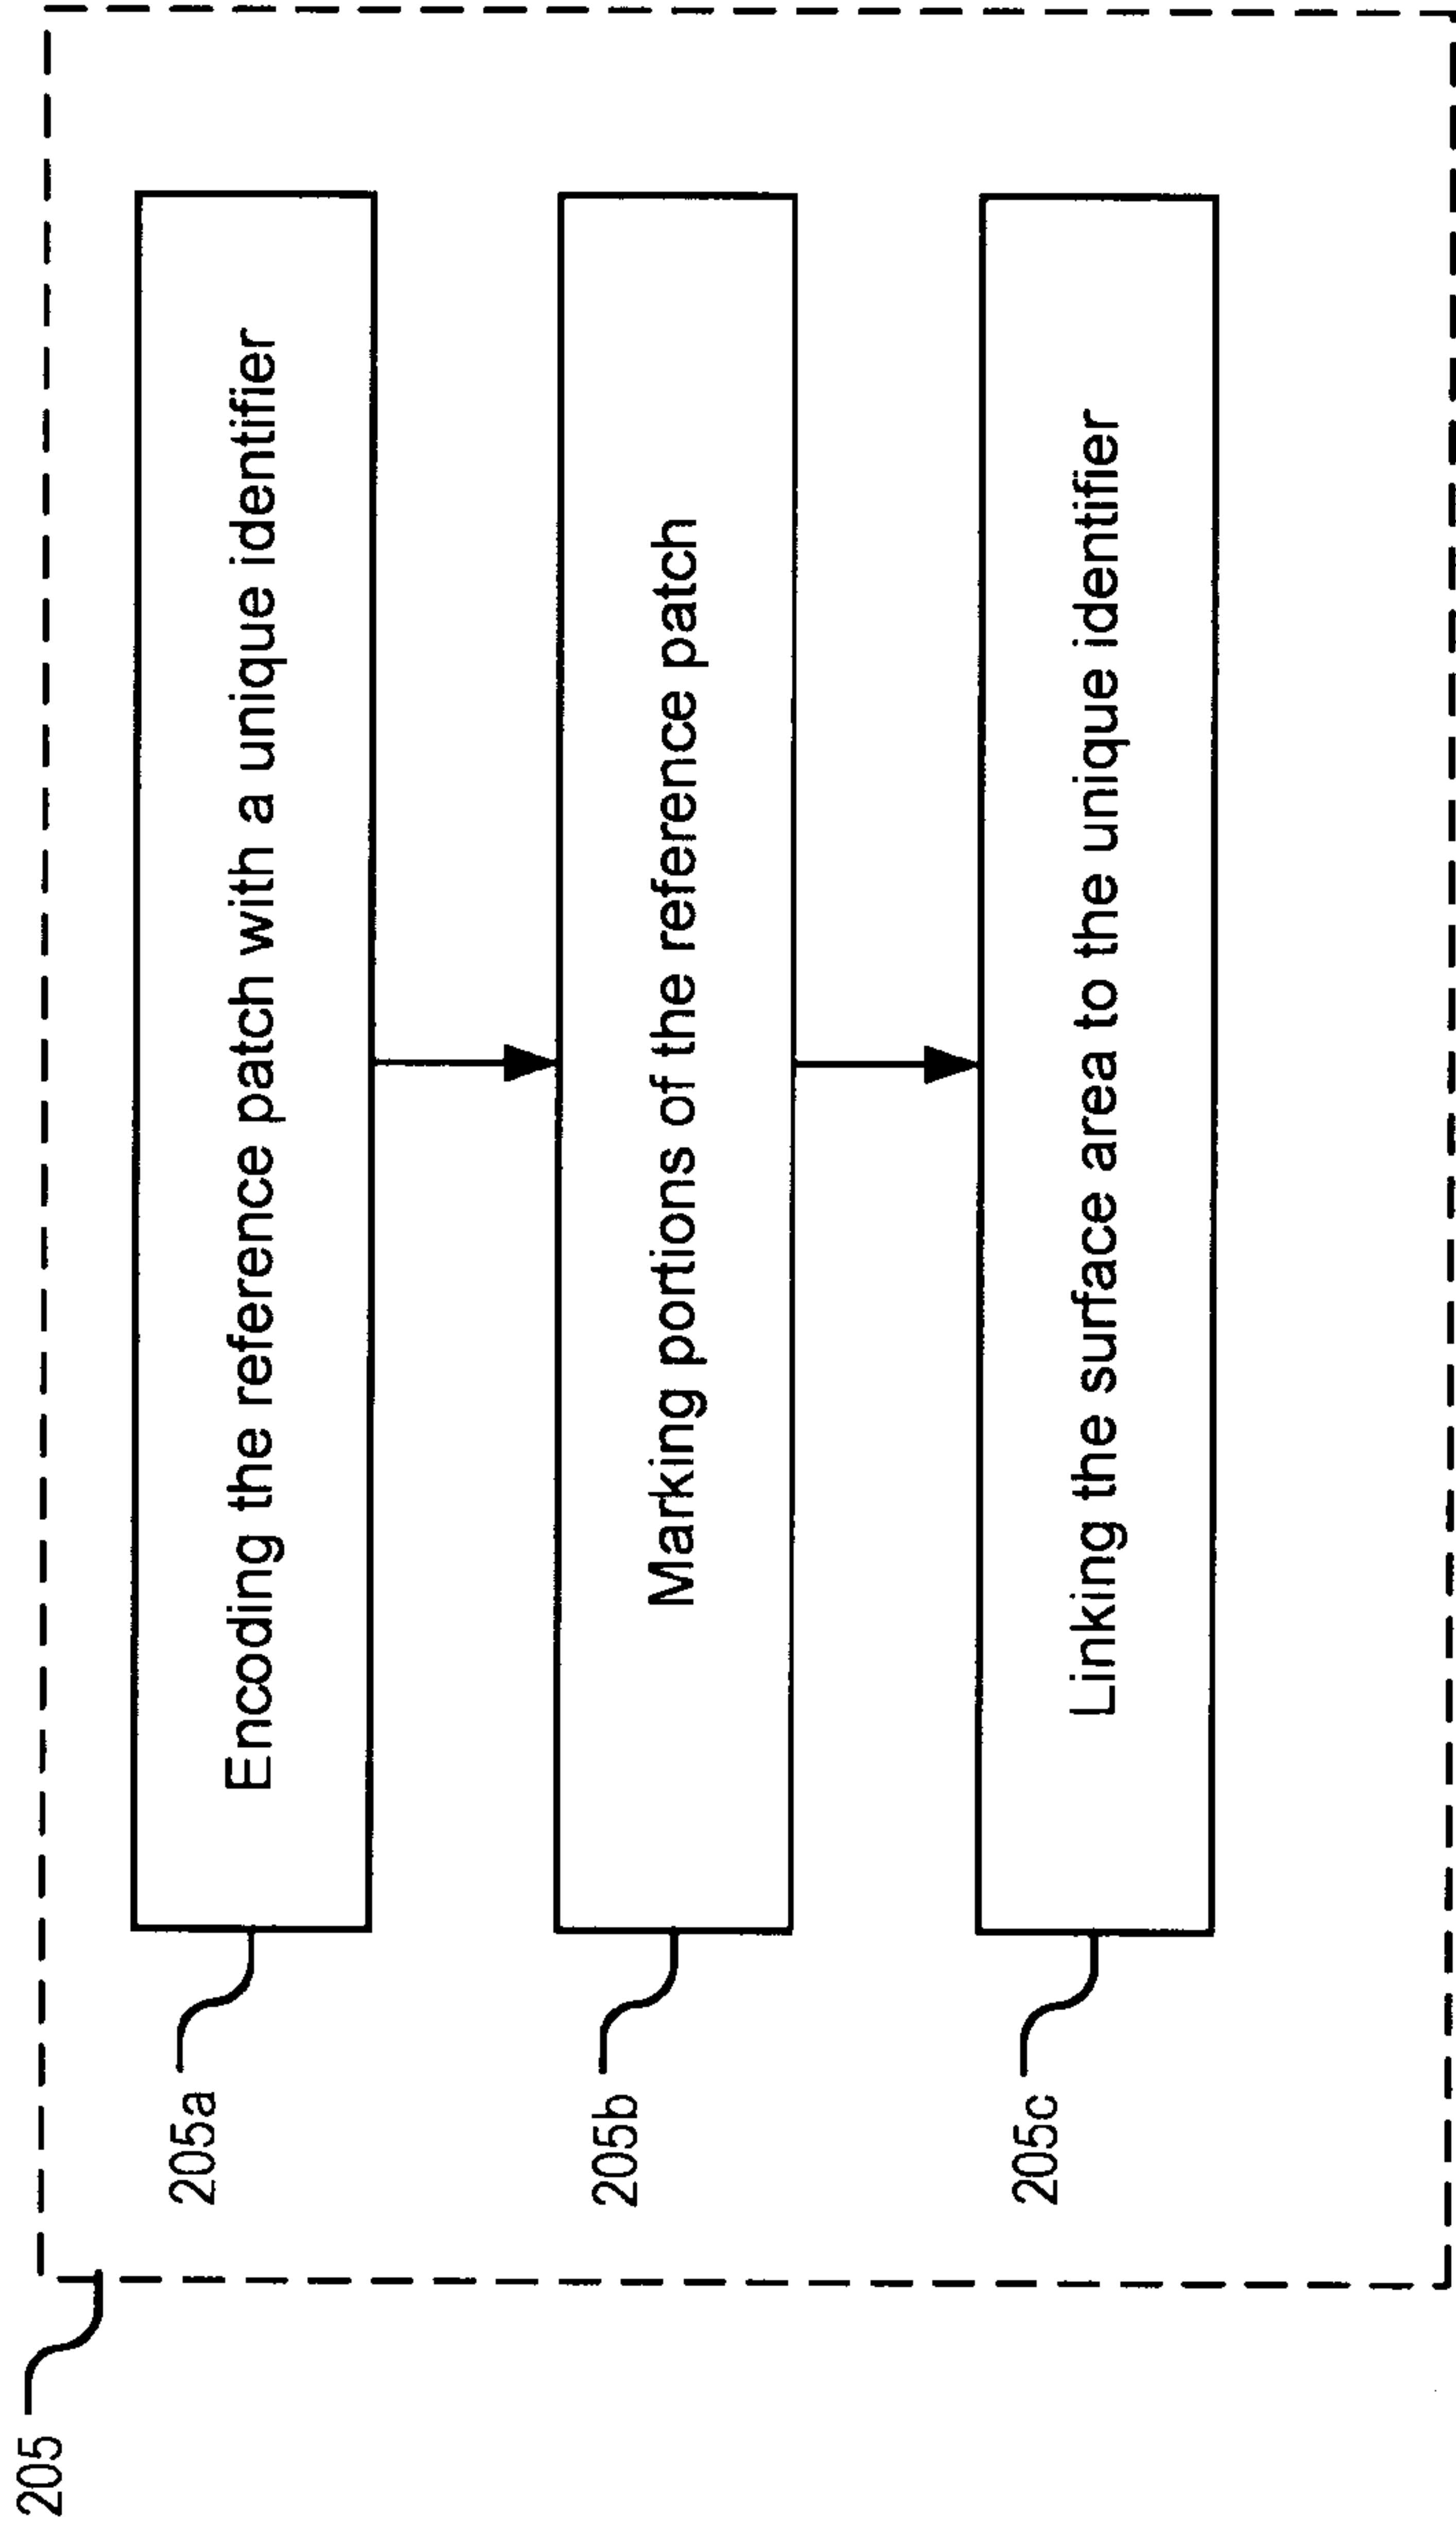 205
205a
Encoding the reference patch with a unique identifier
205b
Marking portions of the reference patch
205c
Linking the surface area to the unique identifier